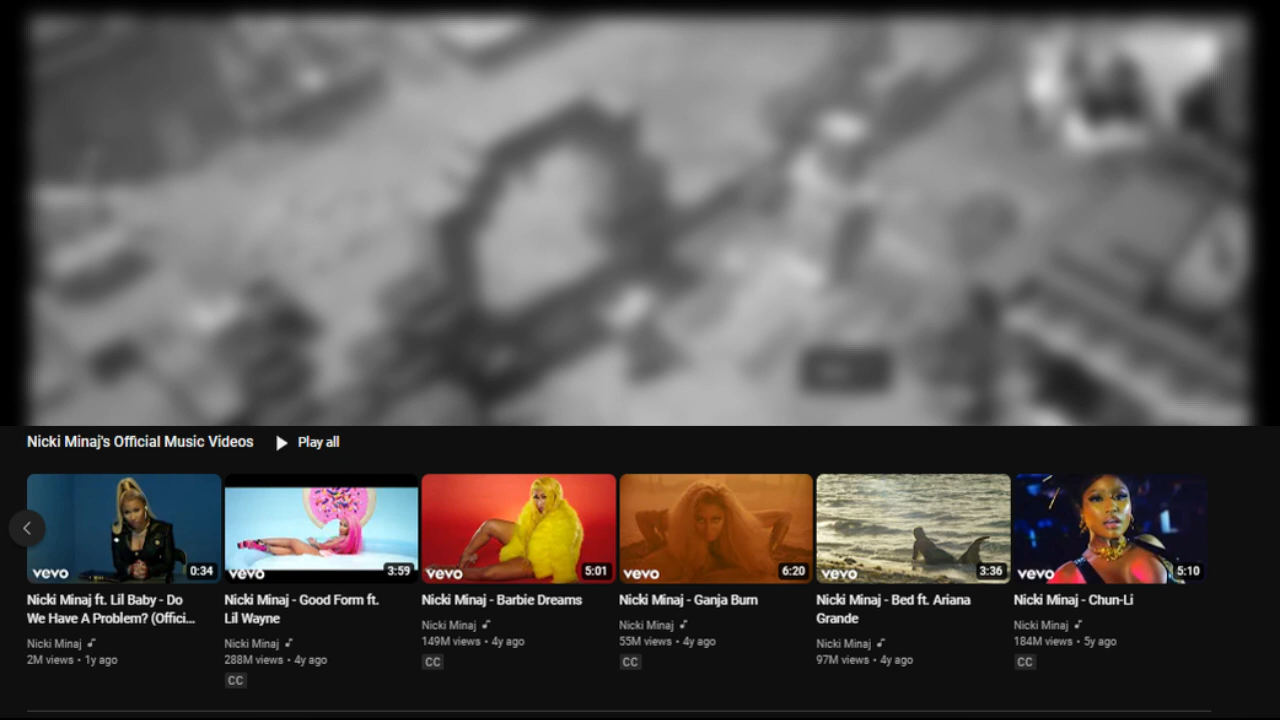 Nicki Minaj's Official Music Videos Play all
vevo 0:34
vevo 3:59
vevo 5:01
vevo 6:20
vevo 3:36
vevo 5:10
Nicki Minaj ft. Lil Baby - Do
We Have A Problem? (Offici...
Nicki Minaj
2M views • 1y ago
Nicki Minaj - Good Form ft.
Lil Wayne
Nicki Minaj
288M views • 4y ago
CC
Nicki Minaj - Barbie Dreams
Nicki Minaj
149M views • 4y ago
CC
Nicki Minaj - Ganja Burn
Nicki Minaj
55M views • 4y ago
CC
Nicki Minaj - Bed ft. Ariana
Grande
Nicki Minaj
97M views • 4y ago
Nicki Minaj - Chun-Li
Nicki Minaj
184M views • 5y ago
CC